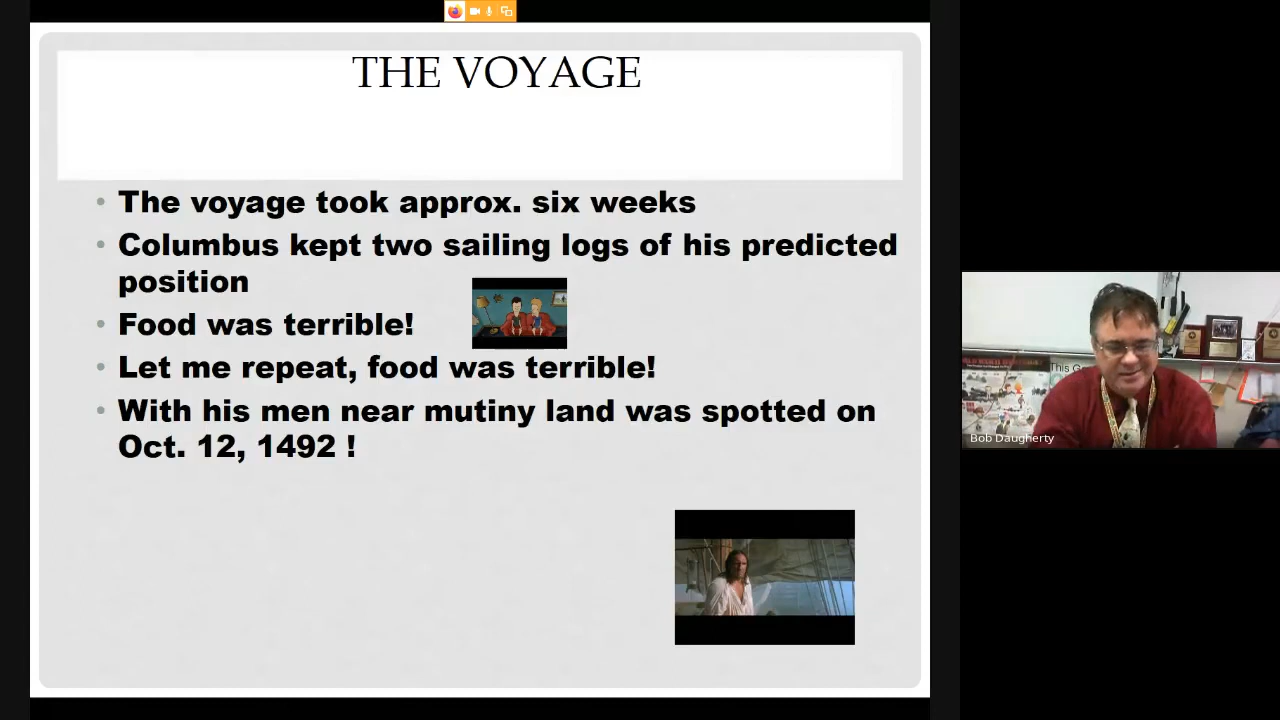 THE VOYAGE
• The voyage took approx. six weeks
• Columbus kept two sailing logs of his predicted
position
• Food was terrible!
• Let me repeat, food was terrible!
• With his men near mutiny land was spotted on
Oct. 12, 1492 !
This Ga
Bob Daugherty